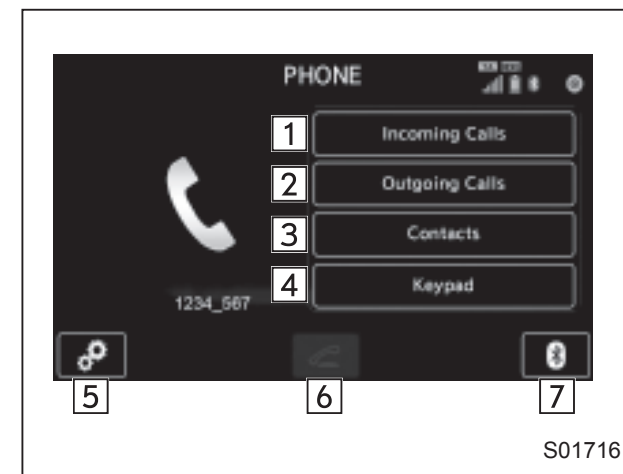 PHONE
1 Incoming Calls
2 Outgoing Calls
3 Contacts
4 Keypad
1234_567
5 6 7
S01716